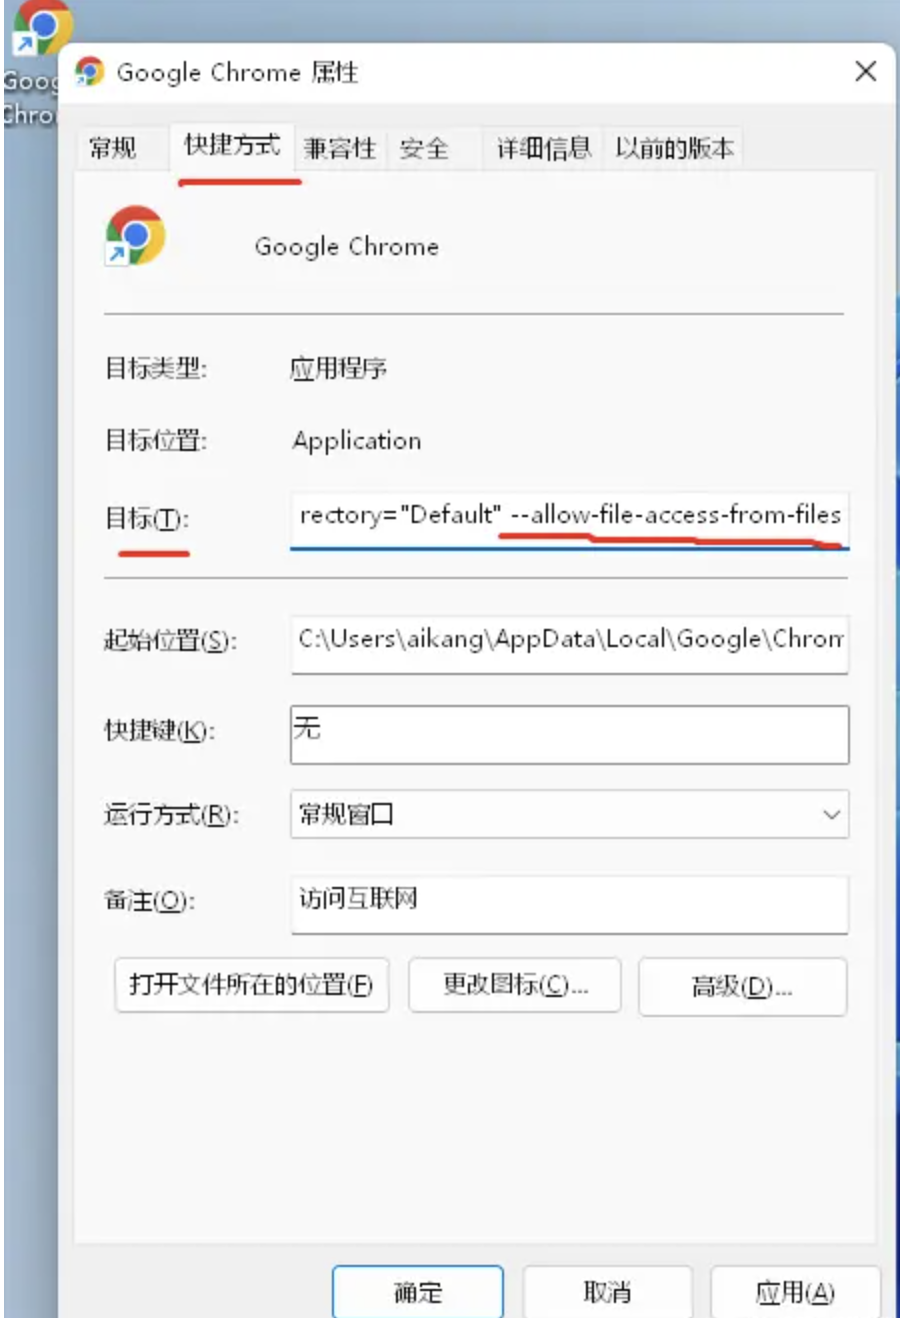 Goog
Chro
Google Chrome 属性
常规 快捷方式 兼容性 安全 详细信息 以前的版本
Google Chrome
目标类型: 应用程序
目标位置: Application
目标(T): rectory="Default" --allow-file-access-from-files
起始位置(S): C:\Users\aikang\AppData\Local\Google\Chrom
快捷键(K): 无
运行方式(R): 常规窗口
备注(O): 访问互联网
打开文件所在的位置(F) 更改图标(C)... 高级(D)...
确定 取消 应用(A)